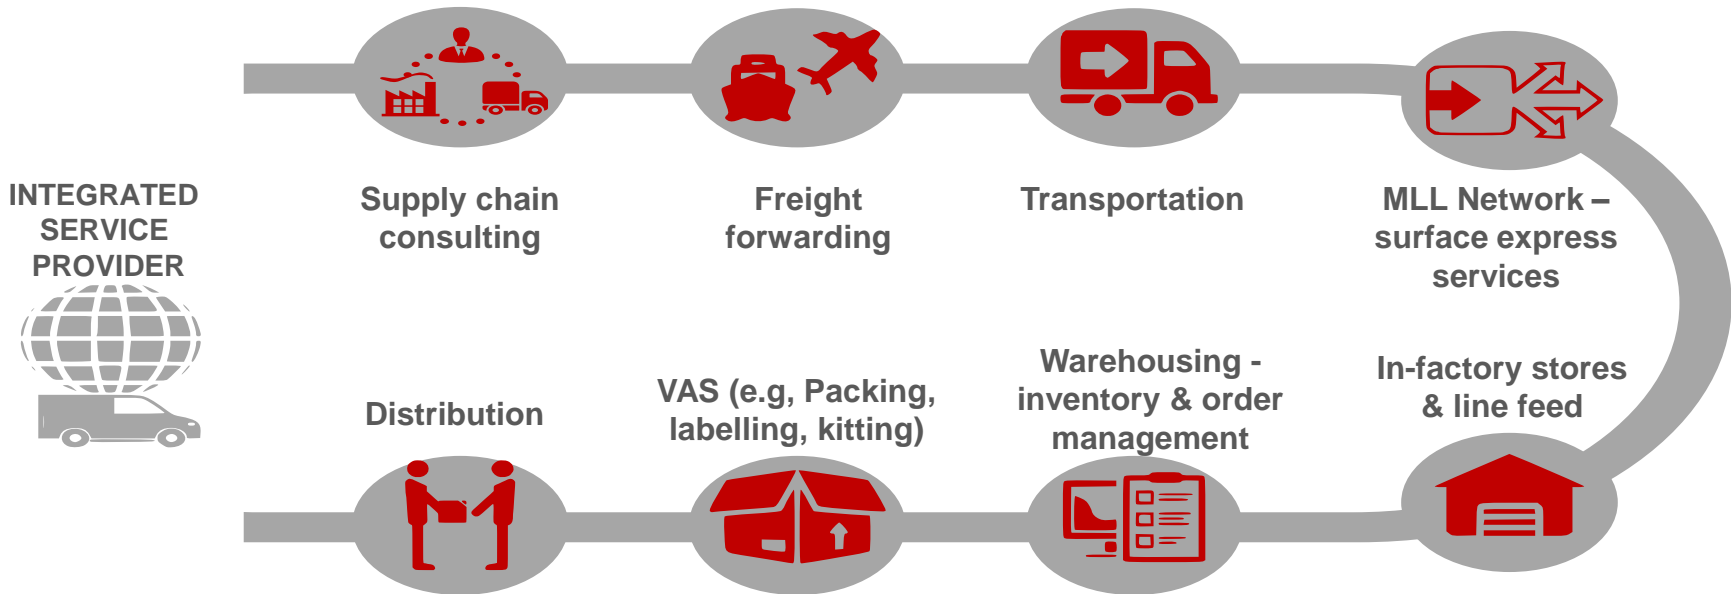 INTEGRATED
SERVICE
PROVIDER
Supply chain
consulting
Freight
forwarding
Transportation
MLL Network –
surface express
services
Distribution
VAS (e.g, Packing,
labelling, kitting)
Warehousing -
inventory & order
management
In-factory stores
& line feed